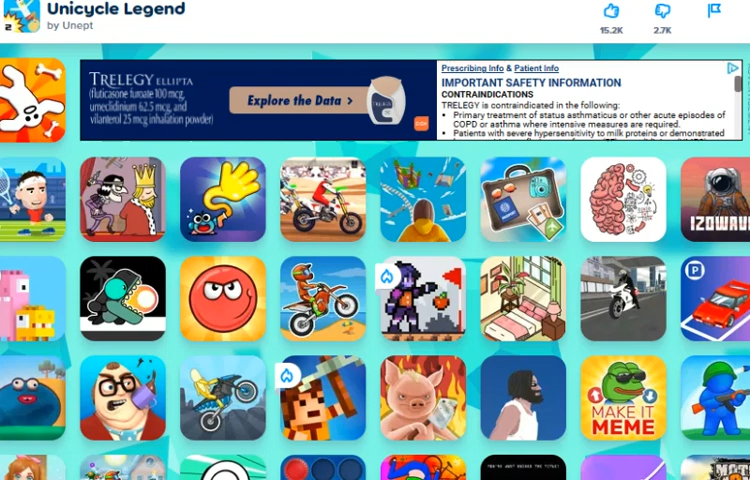 Unicycle Legend
by Unept
15.2K
2.7K
TRELEGY ELLIPTA
(fluticasone furoate 100 mcg,
umeclidinium 62.5 mcg, and
vilanterol 25 mcg inhalation powder)
Explore the Data >
Prescribing Info & Patient Info
IMPORTANT SAFETY INFORMATION
CONTRAINDICATIONS
TRELEGY is contraindicated in the following:
• Primary treatment of status asthmaticus or other acute episodes of
COPD or asthma where intensive measures are required.
• Patients with severe hypersensitivity to milk proteins or demonstrated
2
IZOWAVE
P
MAKE IT
MEME